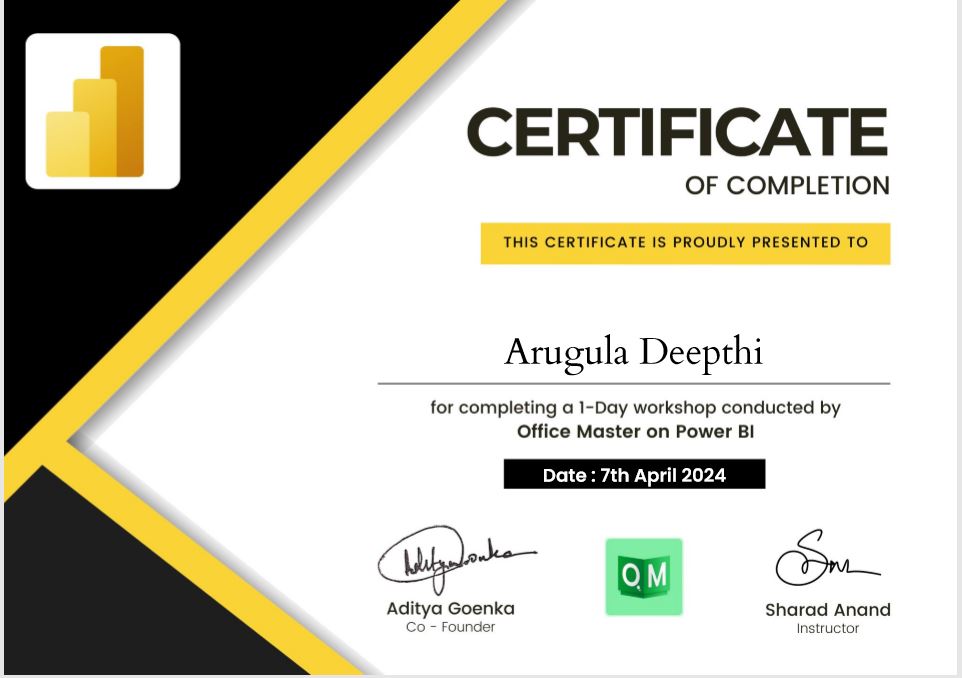 CERTIFICATE
OF COMPLETION
THIS CERTIFICATE IS PROUDLY PRESENTED TO
Arugula Deepthi
for completing a 1-Day workshop conducted by
Office Master on Power BI
Date : 7th April 2024
Aditya Goenka
Co - Founder
OM
Sharad Anand
Instructor